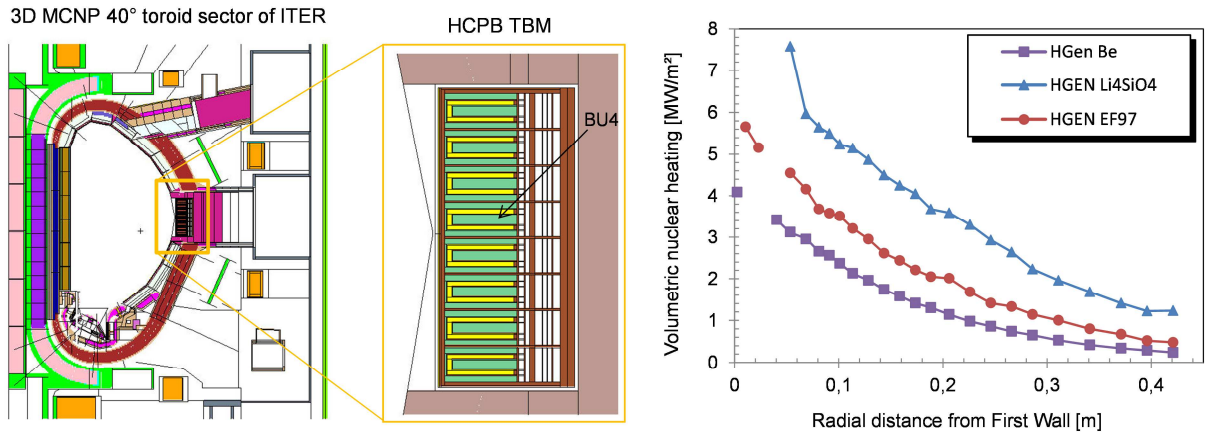 3D MCNP 40° toroid sector of ITER
HCPB TBM
BU4
Volumetric nuclear heating [MW/m²]
8
7
6
5
4
3
2
1
0
HGen Be
HGEN Li4SiO4
HGEN EF97
0
0,1
0,2
0,3
0,4
Radial distance from First Wall [m]